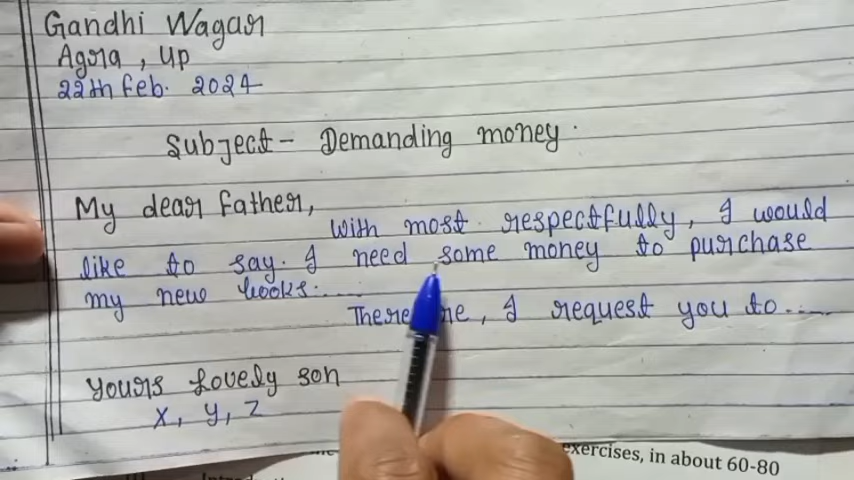 Gandhi Nagar
Agra, Up
22th feb. 2024
Subject - Demanding money.
My dear father,
With most respectfully, I would
like to say. I need some money to purchase
my new books......
I request you to......
Yours Lovely son
X, Y, Z
exercises, in about 60-80